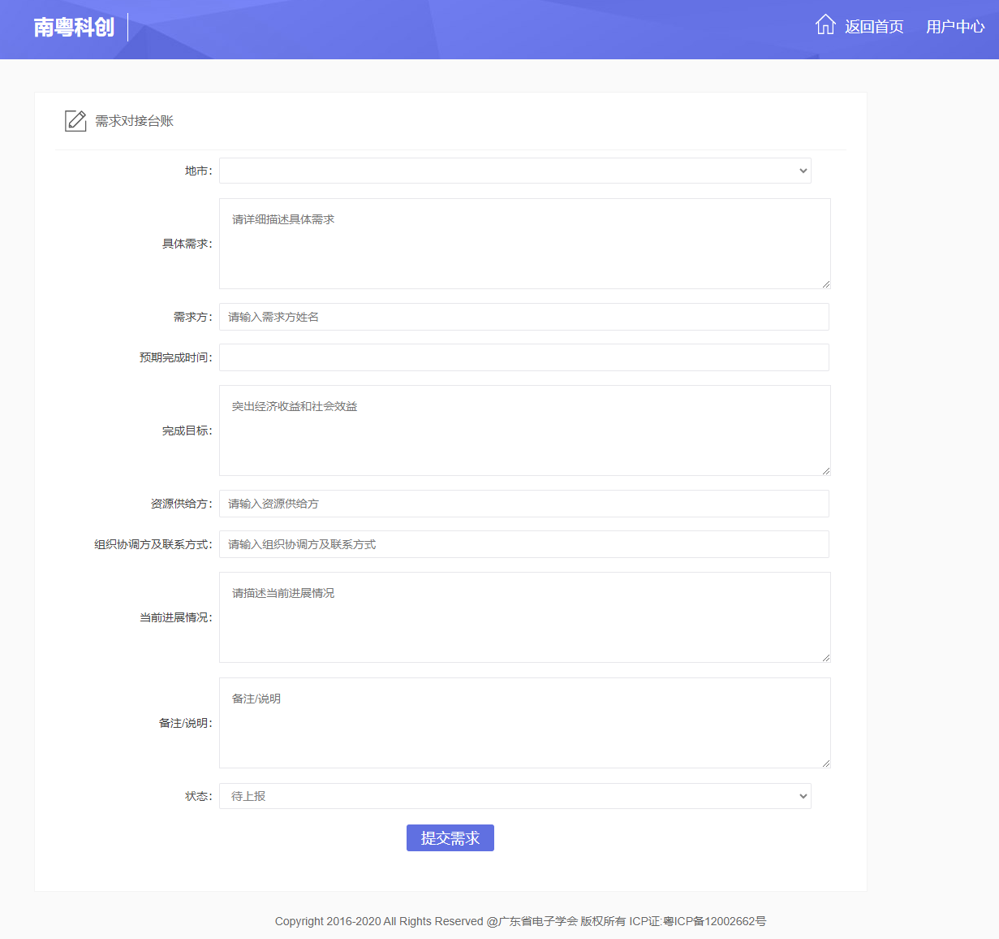 南粤科创
返回首页 用户中心
需求对接台账
地市：
具体需求： 请详细描述具体需求
需求方： 请输入需求方姓名
预期完成时间：
完成目标： 突出经济收益和社会效益
资源供给方： 请输入资源供给方
组织协调方及联系方式： 请输入组织协调方及联系方式
当前进展情况： 请描述当前进展情况
备注/说明： 备注/说明
状态： 待上报
提交需求
Copyright 2016-2020 All Rights Reserved @广东省电子学会 版权所有 ICP证:粤ICP备12002662号